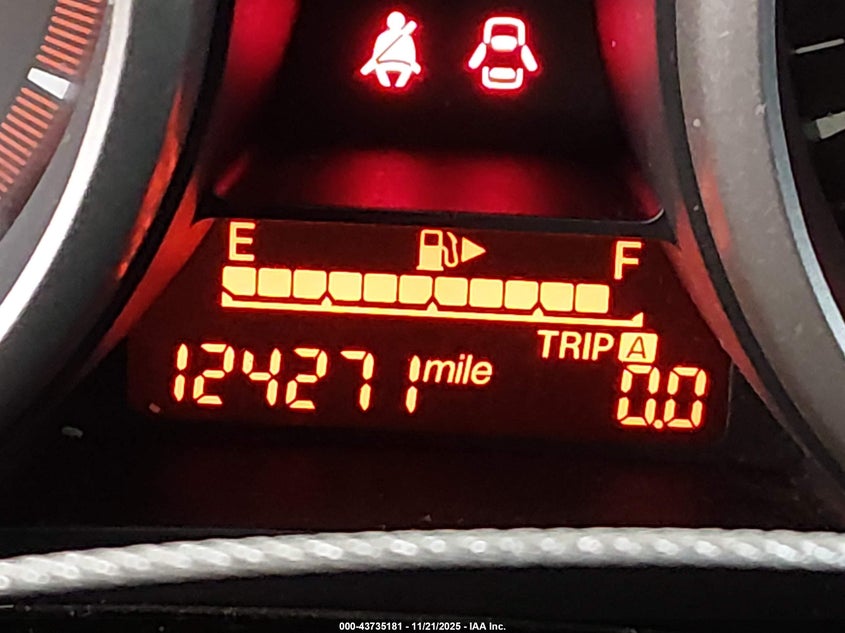 E F
TRIP A
124271 mile 0.0
000-43735181 - 11/21/2025 - IAA Inc.